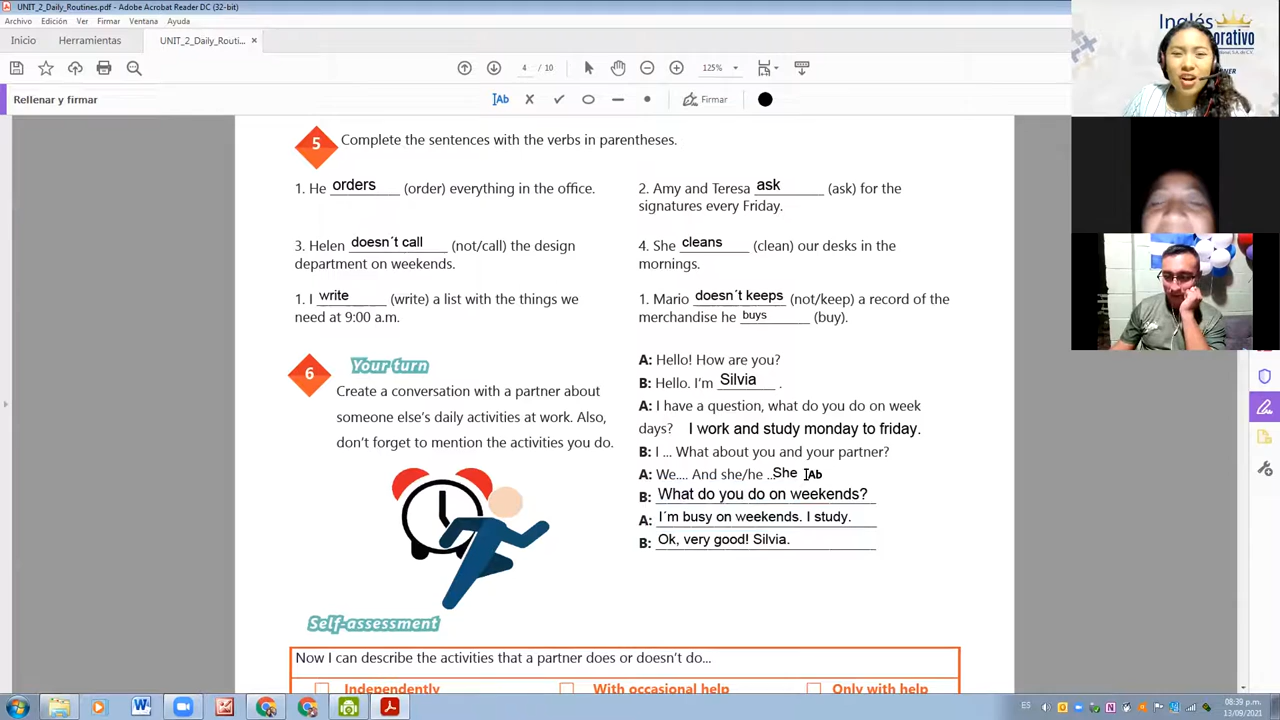 UNIT_2_Daily_Routines.pdf - Adobe Acrobat Reader DC (32-bit)
Archivo Edición Ver Firmar Ventana Ayuda
Inicio Herramientas UNIT_2_Daily_Routi... ×
/ 10 125%
Rellenar y firmar
Ab Firmar
5 Complete the sentences with the verbs in parentheses.
1. He orders (order) everything in the office.
2. Amy and Teresa ask (ask) for the
signatures every Friday.
3. Helen doesn´t call (not/call) the design
department on weekends.
4. She cleans (clean) our desks in the
mornings.
1. I write (write) a list with the things we
need at 9:00 a.m.
1. Mario doesn´t keeps (not/keep) a record of the
merchandise he buys (buy).
6 Your turn
Create a conversation with a partner about
someone else's daily activities at work. Also,
don't forget to mention the activities you do.
A: Hello! How are you?
B: Hello. I'm Silvia .
A: I have a question, what do you do on week
days? I work and study monday to friday.
B: I ... What about you and your partner?
A: We.... And she/he ...She Ab
B: What do you do on weekends?
A: I´m busy on weekends. I study.
B: Ok, very good! Silvia.
Self-assessment
Now I can describe the activities that a partner does or doesn't do...
Independently With occasional help Only with help
Inglés
ES 08:39 p.m.
13/09/2021